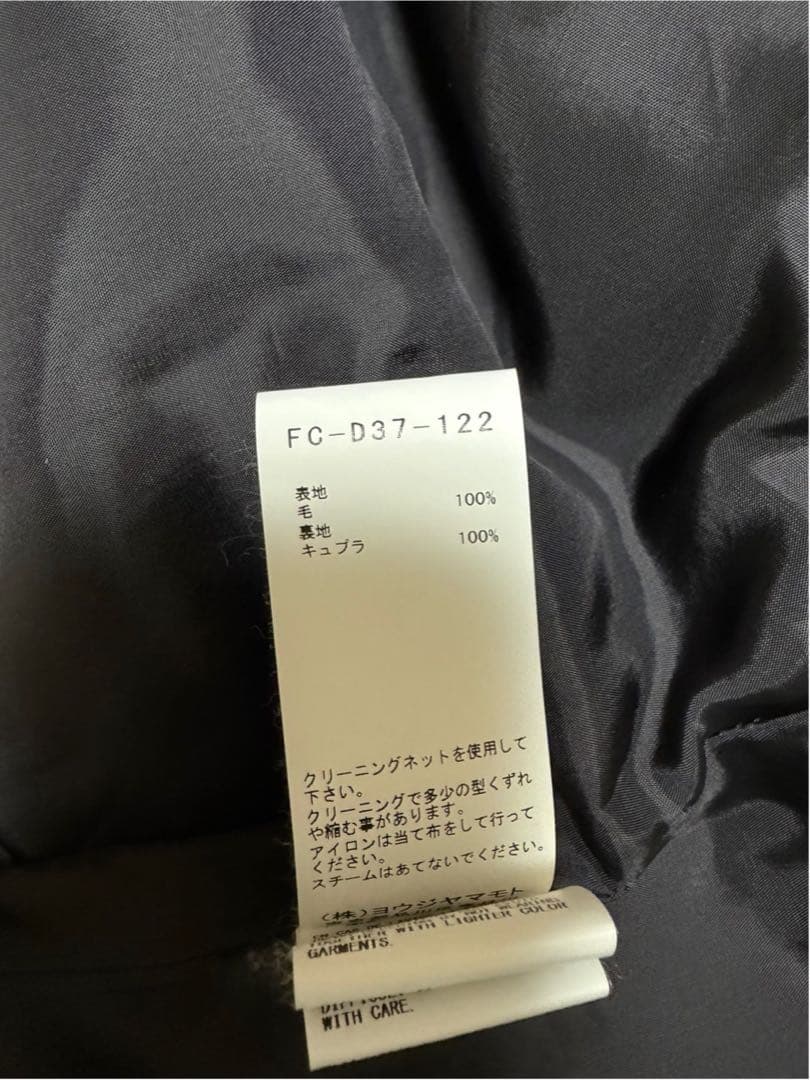 FC-D37-122
表地
毛 100%
裏地
キュプラ 100%
クリーニングネットを使用して
下さい。
クリーニングで多少の型くずれ
や縮む事があります。
アイロンは当て布をして行って
ください。
スチームはあてないでください。
(株)ヨウジヤマモト
BY NOT WEARING
TOGETHER WITH LIGHTER COLOR
GARMENTS.
WITH CARE.